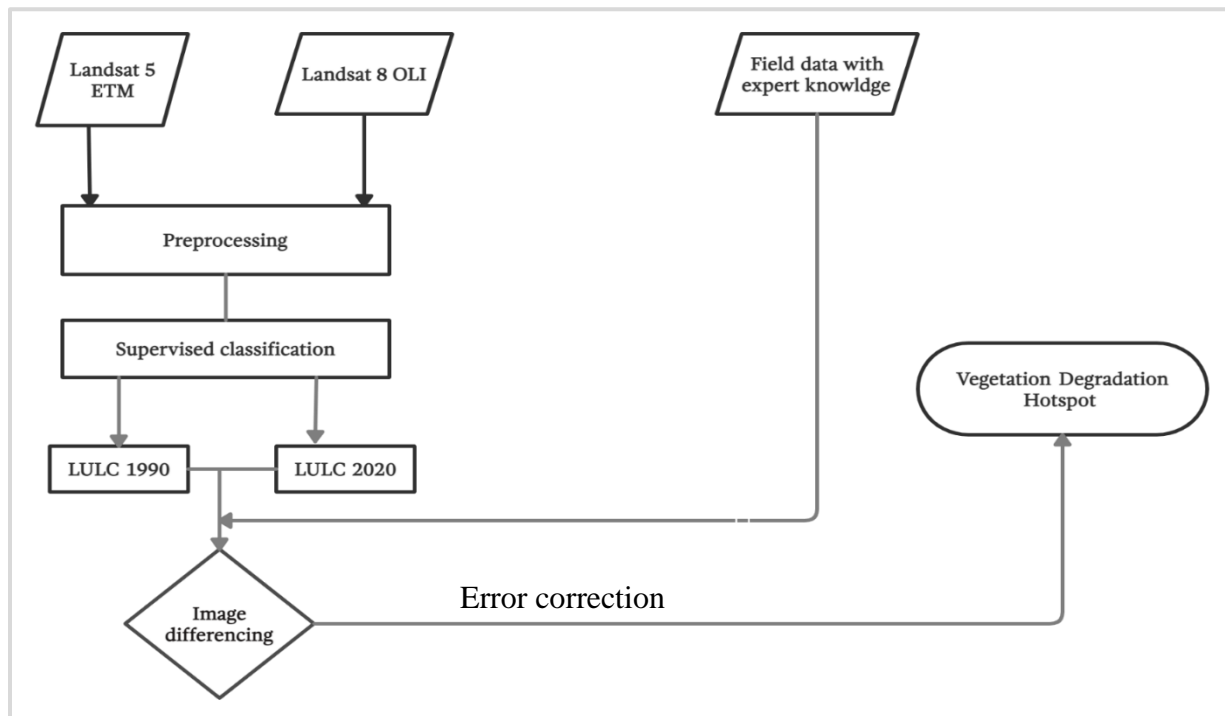 Landsat 5
ETM
Landsat 8 OLI
Field data with
expert knowldge
Preprocessing
Supervised classification
Vegetation Degradation
Hotspot
LULC 1990
LULC 2020
Error correction
Image
differencing